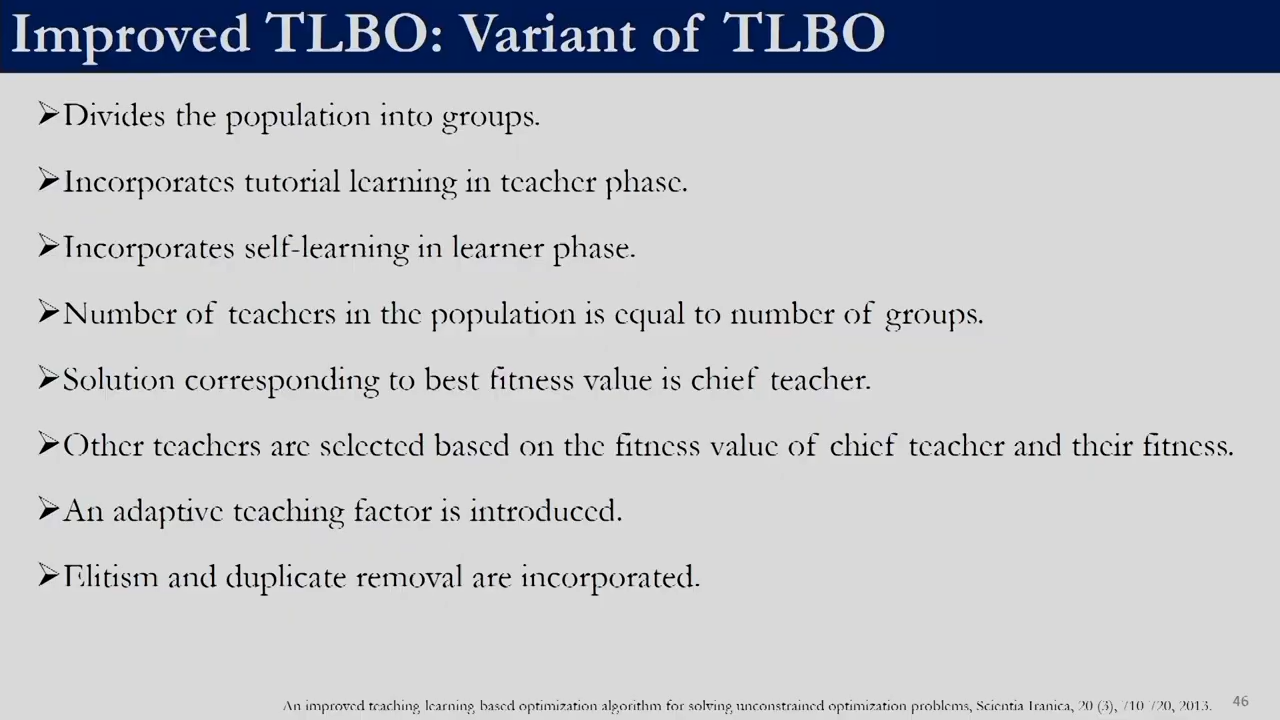 Improved TLBO: Variant of TLBO
➢Divides the population into groups.
➢Incorporates tutorial learning in teacher phase.
➢Incorporates self-learning in learner phase.
➢Number of teachers in the population is equal to number of groups.
➢Solution corresponding to best fitness value is chief teacher.
➢Other teachers are selected based on the fitness value of chief teacher and their fitness.
➢An adaptive teaching factor is introduced.
➢Elitism and duplicate removal are incorporated.
An improved teaching learning based optimization algorithm for solving unconstrained optimization problems, Scientia Iranica, 20 (3), 710 720, 2013.
46